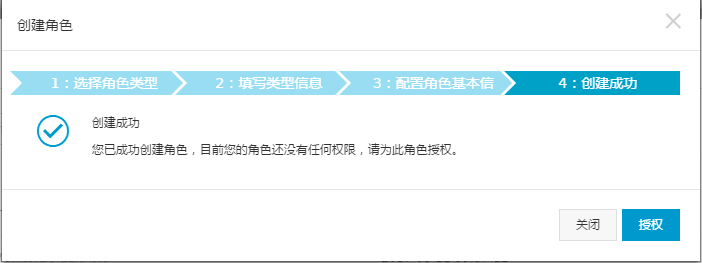 创建角色
1：选择角色类型
2：填写类型信息
3：配置角色基本信
4：创建成功
创建成功
您已成功创建角色，目前您的角色还没有任何权限，请为此角色授权。
关闭
授权